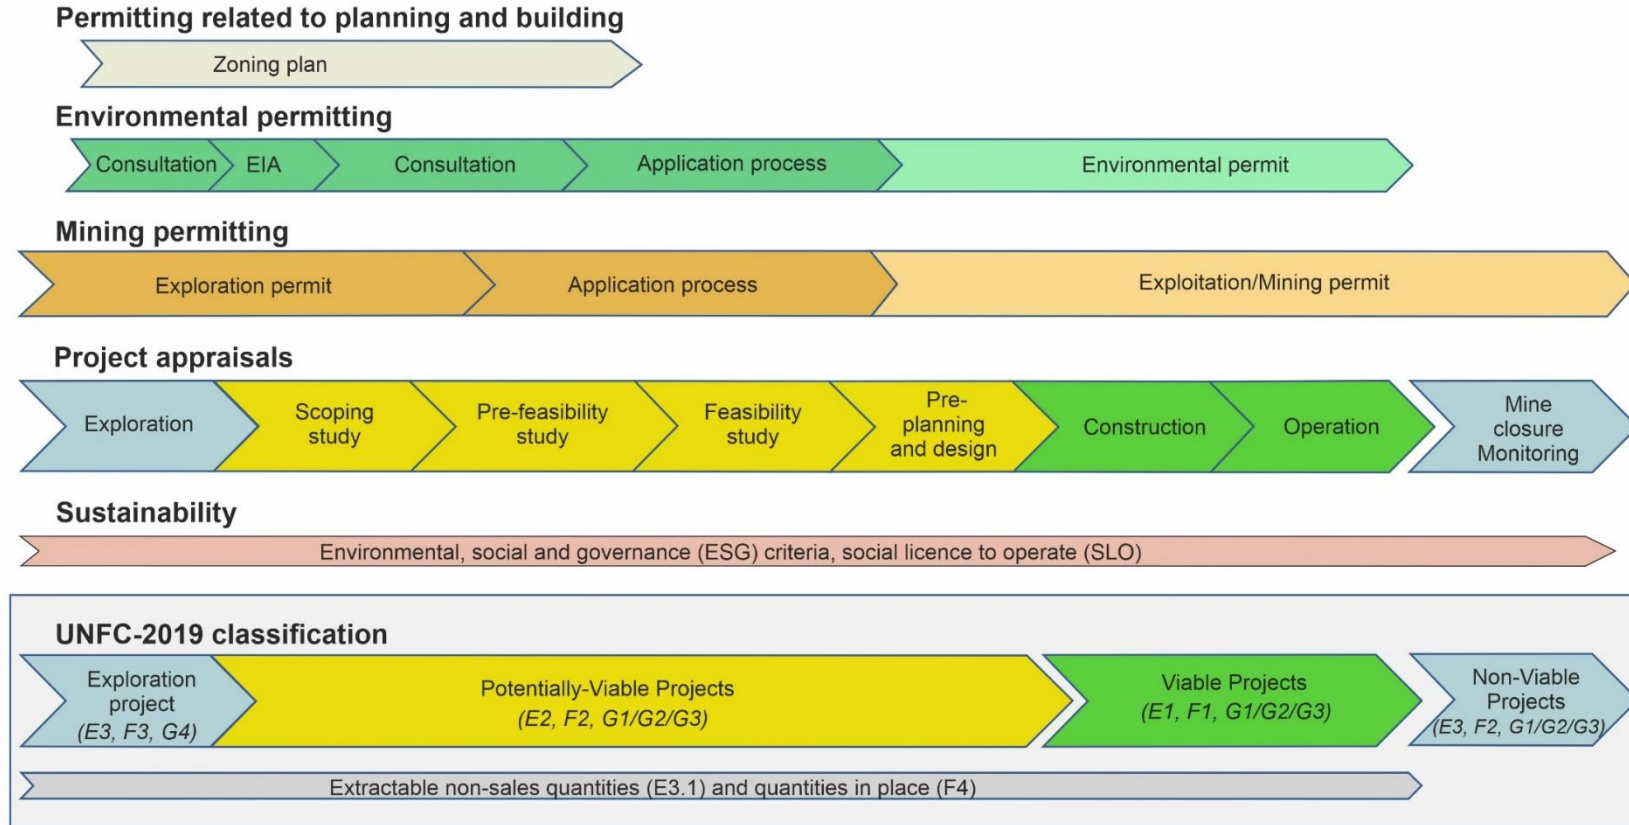 Permitting related to planning and building
Zoning plan
Environmental permitting
Consultation
EIA
Consultation
Application process
Environmental permit
Mining permitting
Exploration permit
Application process
Exploitation/Mining permit
Project appraisals
Exploration
Scoping
study
Pre-feasibility
study
Feasibility
study
Pre-
planning
and design
Construction
Operation
Mine
closure
Monitoring
Sustainability
Environmental, social and governance (ESG) criteria, social licence to operate (SLO)
UNFC-2019 classification
Exploration
project
(E3, F3, G4)
Potentially-Viable Projects
(E2, F2, G1/G2/G3)
Viable Projects
(E1, F1, G1/G2/G3)
Non-Viable
Projects
(E3, F2, G1/G2/G3)
Extractable non-sales quantities (E3.1) and quantities in place (F4)